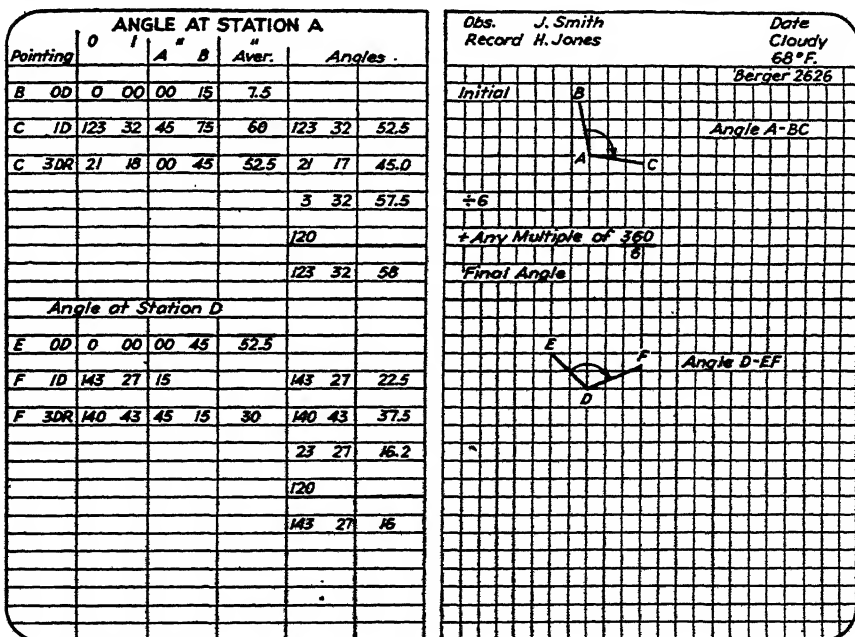 ANGLE AT STATION A
0 1 " "
Pointing A B Aver. Angles.
B 0D 0 00 00 15 7.5
C 1D 123 32 45 75 60 123 32 52.5
C 3DR 21 18 00 45 52.5 21 17 45.0
3 32 57.5
120
123 32 58
Angle at Station D
E 0D 0 00 00 45 52.5
F 1D 143 27 15 143 27 22.5
F 3DR 140 43 45 15 30 140 43 37.5
23 27 16.2
120
143 27 16
Obs. J. Smith Date
Record H. Jones Cloudy
68°F.
Berger 2626
Initial B
Angle A-BC
A C
÷6
+Any Multiple of 360
6
Final Angle
E F Angle D-EF
D